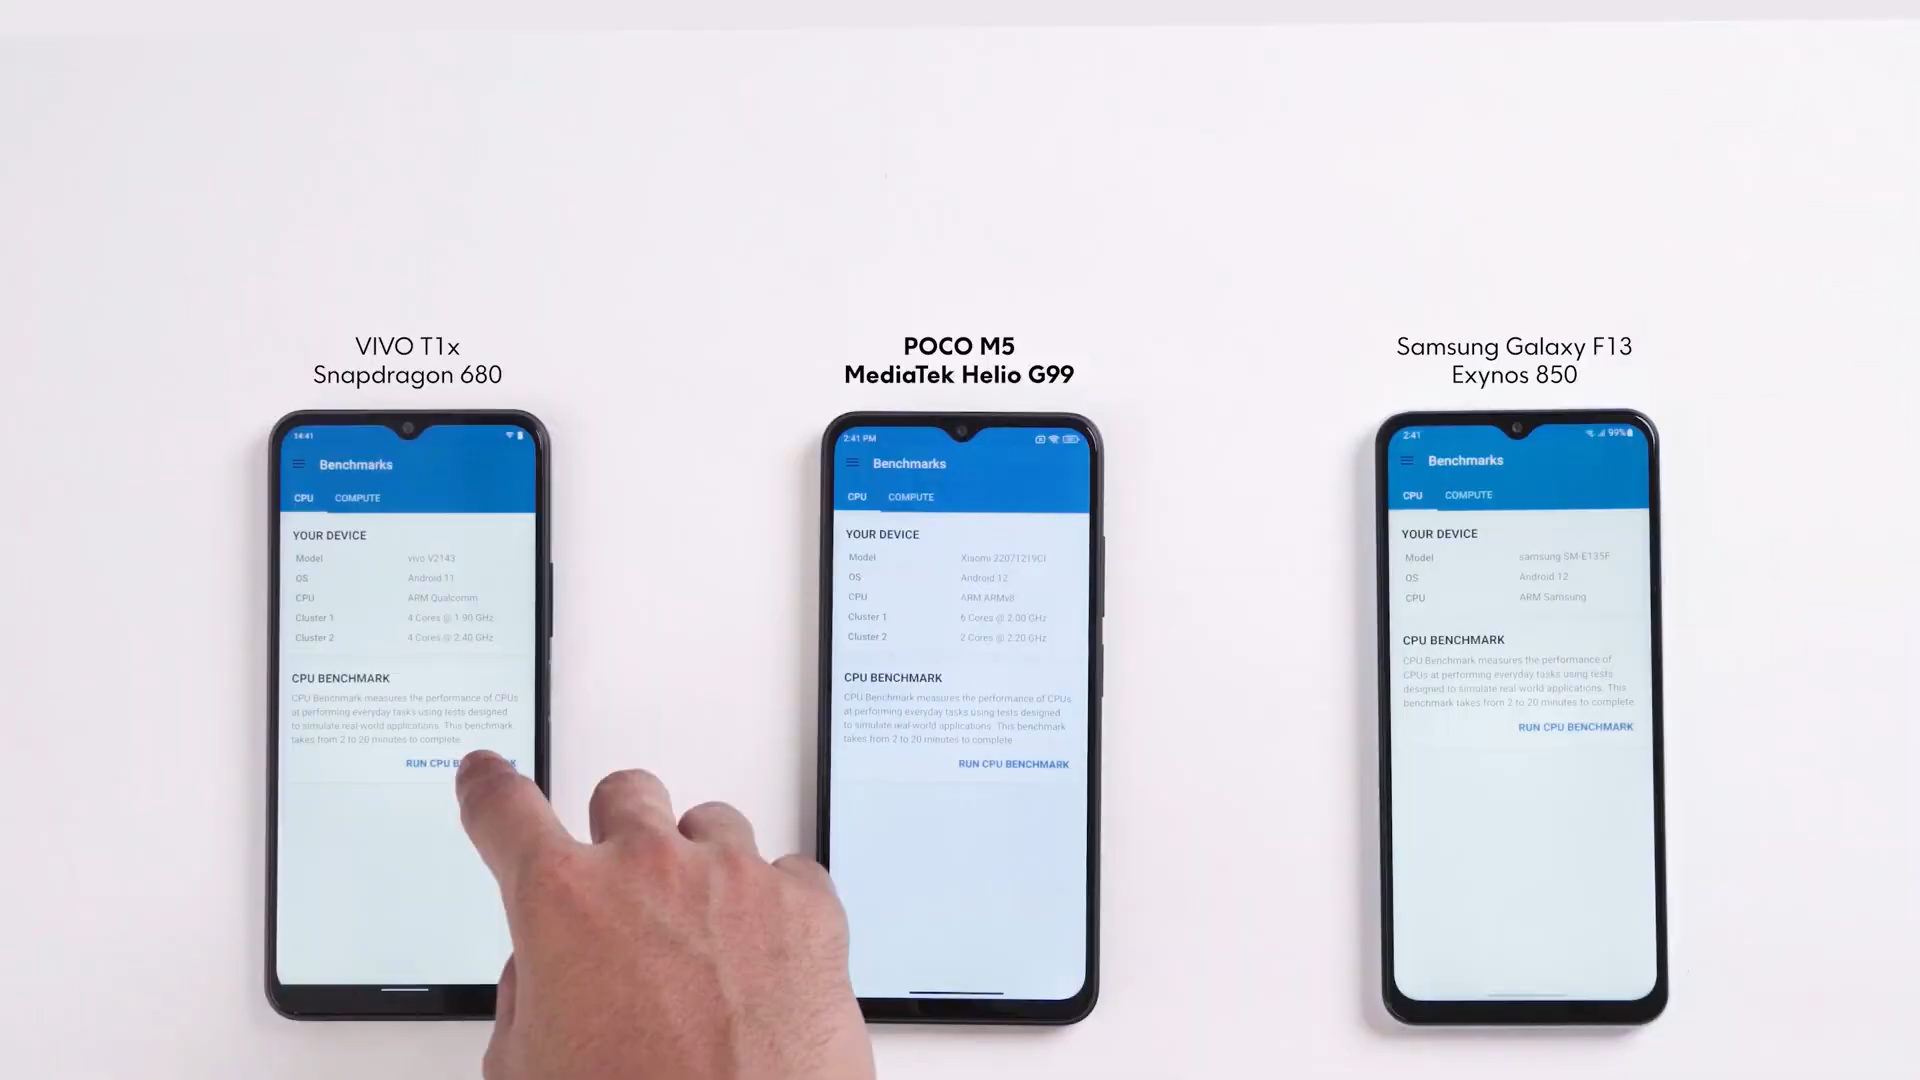 VIVO T1x
Snapdragon 680
14:41
Benchmarks
CPU COMPUTE
YOUR DEVICE
Model vivo V2143
OS Android 11
CPU ARM Qualcomm
Cluster 1 4 Cores @ 1.90 GHz
Cluster 2 4 Cores @ 2.40 GHz
CPU BENCHMARK
CPU Benchmark measures the performance of CPUs
at performing everyday tasks using tests designed
to simulate real-world applications. This benchmark
takes from 2 to 20 minutes to complete.
RUN CPU
POCO M5
MediaTek Helio G99
2:41 PM
Benchmarks
CPU COMPUTE
YOUR DEVICE
Model Xiaomi 22071219CI
OS Android 12
CPU ARM ARMv8
Cluster 1 6 Cores @ 2.00 GHz
Cluster 2 2 Cores @ 2.20 GHz
CPU BENCHMARK
CPU Benchmark measures the performance of CPUs
at performing everyday tasks using tests designed
to simulate real-world applications. This benchmark
takes from 2 to 20 minutes to complete.
RUN CPU BENCHMARK
Samsung Galaxy F13
Exynos 850
2:41 99%
Benchmarks
CPU COMPUTE
YOUR DEVICE
Model samsung SM-E135F
OS Android 12
CPU ARM Samsung
CPU BENCHMARK
CPU Benchmark measures the performance of
CPUs at performing everyday tasks using tests
designed to simulate real-world applications. This
benchmark takes from 2 to 20 minutes to complete.
RUN CPU BENCHMARK